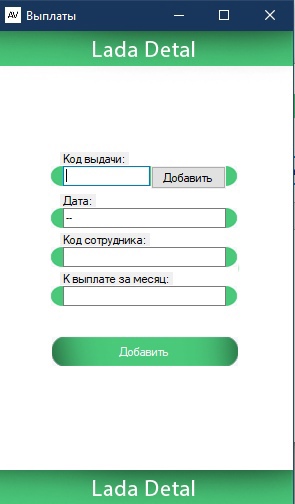 AV Выплаты
Lada Detal
Код выдачи:
Добавить
Дата:
--
Код сотрудника:
К выплате за месяц:
Добавить
Lada Detal